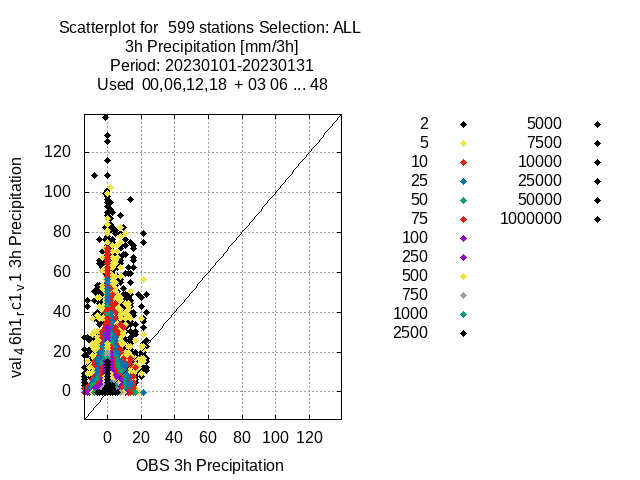 Scatterplot for  599 stations Selection: ALL
3h Precipitation [mm/3h]
Period: 20230101-20230131
Used  00,06,12,18  + 03 06 ... 48
val_46h1_rc1_v1 3h Precipitation
120
100
80
60
40
20
0
0 20 40 60 80 100 120
OBS 3h Precipitation
2 5000
5 7500
10 10000
25 25000
50 50000
75 1000000
100
250
500
750
1000
2500